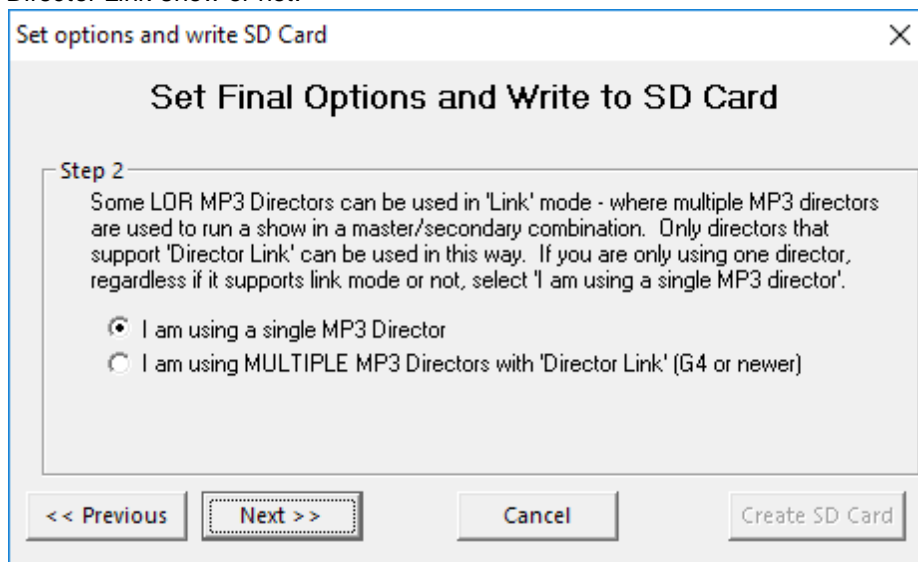 Director Link show or not.
Set options and write SD Card
Set Final Options and Write to SD Card
Step 2
Some LOR MP3 Directors can be used in 'Link' mode - where multiple MP3 directors
are used to run a show in a master/secondary combination. Only directors that
support 'Director Link' can be used in this way. If you are only using one director,
regardless if it supports link mode or not, select 'I am using a single MP3 director'.
I am using a single MP3 Director
I am using MULTIPLE MP3 Directors with 'Director Link' (G4 or newer)
<< Previous Next >> Cancel Create SD Card